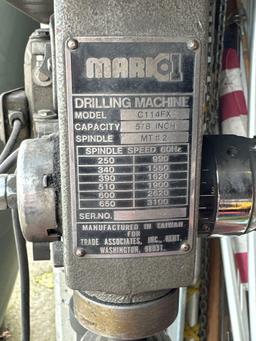 MARK I
DRILLING MACHINE
MODEL C114FX
CAPACITY 5/8 INCH
SPINDLE MT#2
SPINDLE SPEED 60Hz
250 990
340 1550
390 1620
510 1900
600 2620
650 3100
SER.NO.
MANUFACTURED IN TAIWAN
FOR
TRADE ASSOCIATES, INC., KENT,
WASHINGTON, 98031.